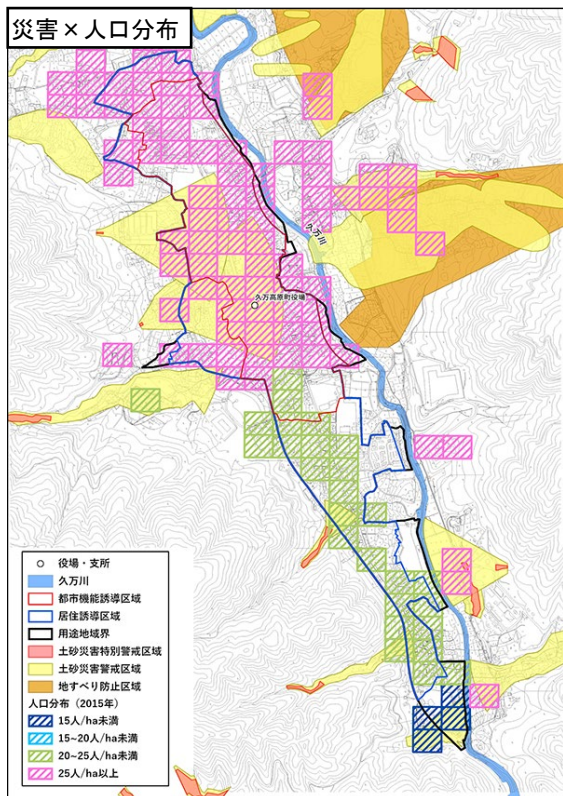 災害×人口分布
久万川
久万高原町役場
役場・支所
久万川
都市機能誘導区域
居住誘導区域
用途地域界
土砂災害特別警戒区域
土砂災害警戒区域
地すべり防止区域
人口分布（2015年）
15人/ha未満
15~20人/ha未満
20~25人/ha未満
25人/ha以上